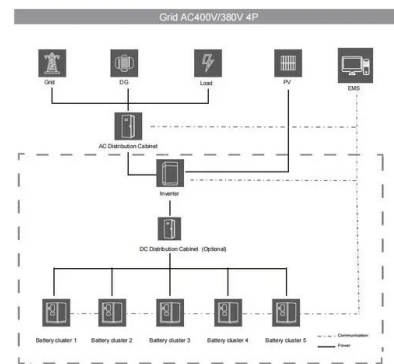 Grid AC400V/380V 4P
Grid DG Load PV EMS
AC Distribution Cabinet
Inverter
DC Distribution Cabinet (Optional)
Battery cluster 1 Battery cluster 2 Battery cluster 3 Battery cluster 4 Battery cluster 5
Communication
Power